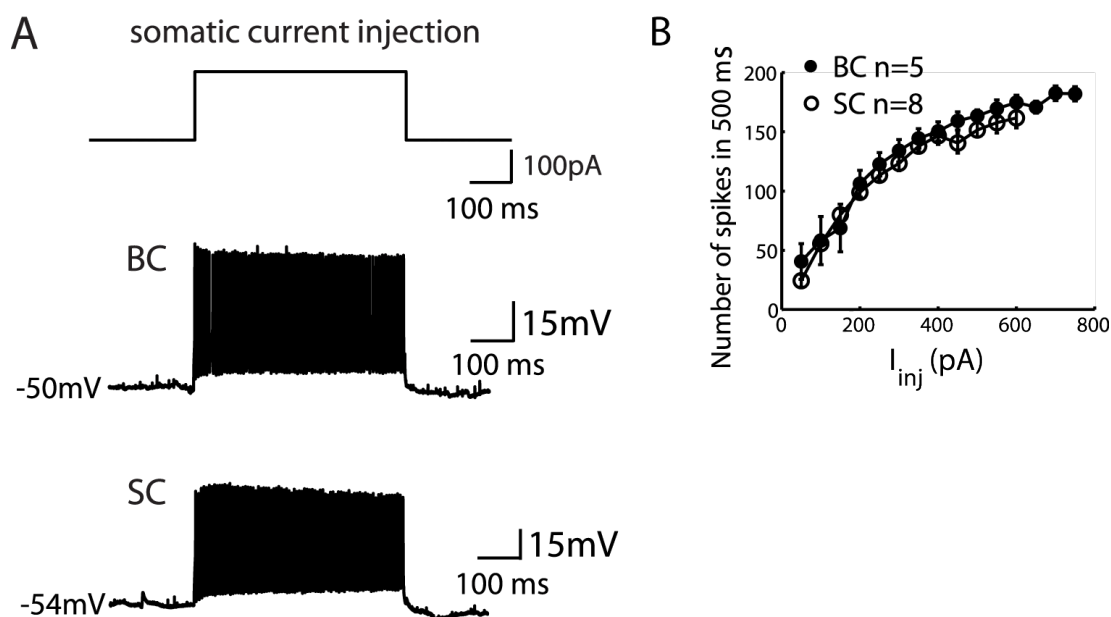 A
somatic current injection
100pA
100 ms
BC
15mV
100 ms
-50mV
SC
15mV
100 ms
-54mV
B
BC n=5
SC n=8
Number of spikes in 500 ms
200
150
100
50
0
0
200
400
600
800
Iinj (pA)